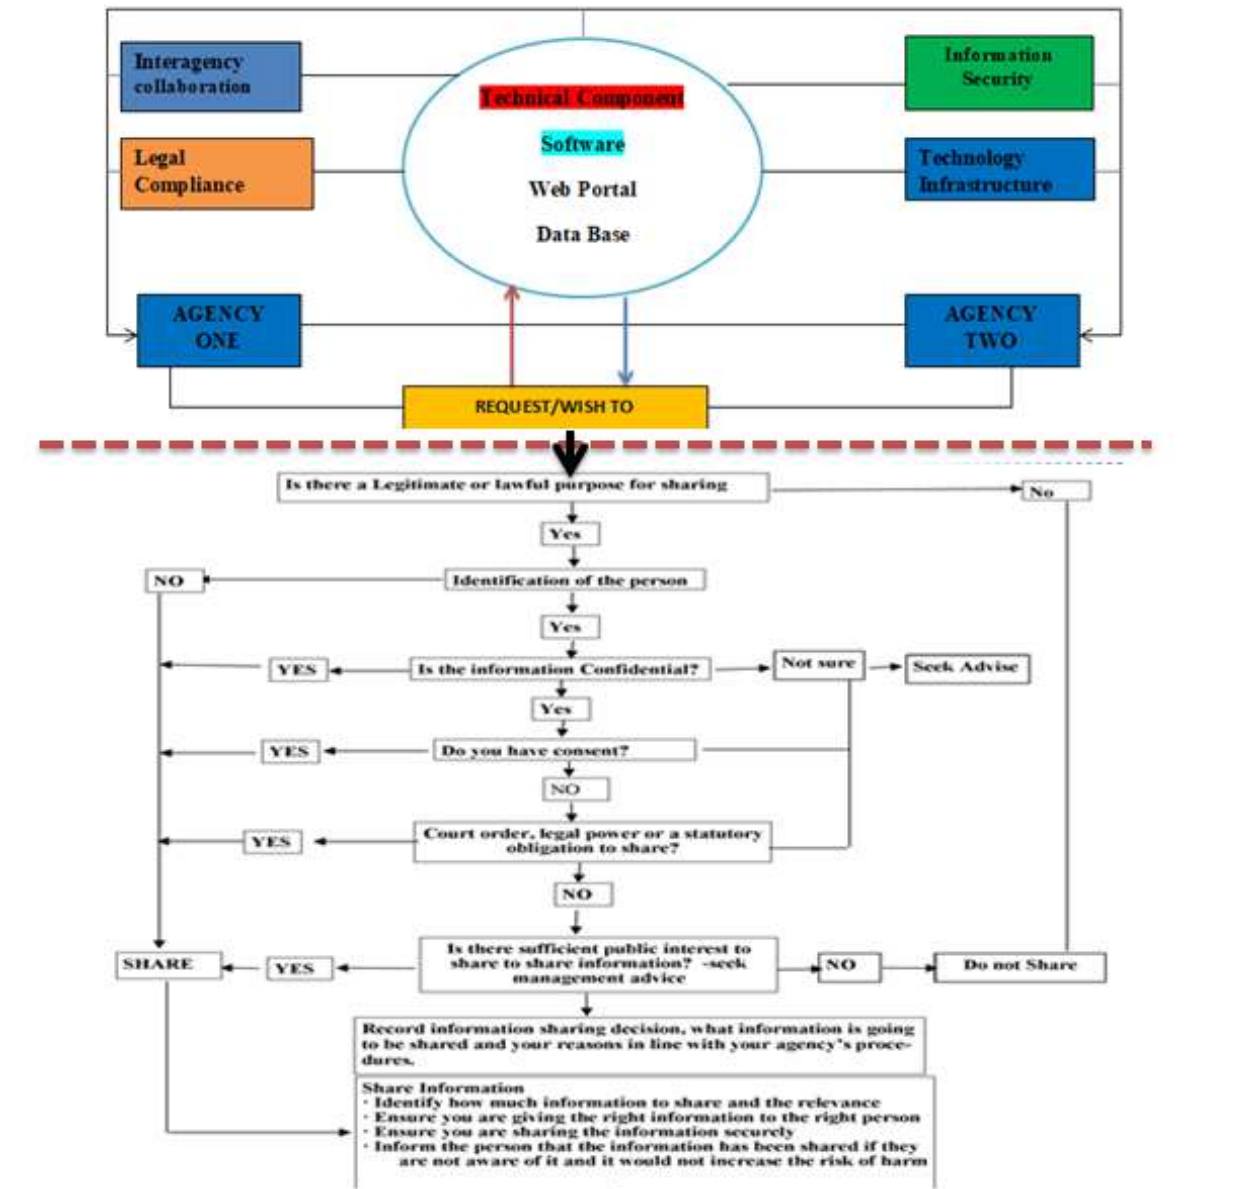 Interagency
collaboration
Technical Component
Information
Security
Software
Legal
Compliance
Web Portal
Technology
Infrastructure
Data Base
AGENCY
ONE
AGENCY
TWO
REQUEST/WISH TO
Is there a Legitimate or lawful purpose for sharing
No
Yes
NO
Identification of the person
Yes
YES
Is the information Confidential?
Not sure
Seek Advise
Yes
YES
Do you have consent?
NO
YES
Court order, legal power or a statutory
obligation to share?
NO
SHARE
YES
Is there sufficient public interest to
share to share information? -seek
management advice
NO
Do not Share
Record information sharing decision, what information is going
to be shared and your reasons in line with your agency's proce-
dures.
Share Information
· Identify how much information to share and the relevance
· Ensure you are giving the right information to the right person
· Ensure you are sharing the information securely
· Inform the person that the information has been shared if they
are not aware of it and it would not increase the risk of harm